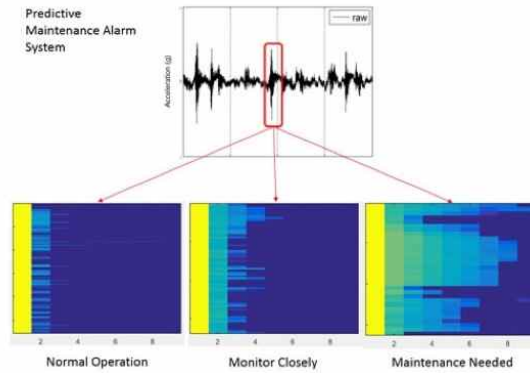 Predictive
Maintenance Alarm
System
raw
Acceleration (g)
2 4 6 8
2 4 6 8
2 4 6 8
Normal Operation
Monitor Closely
Maintenance Needed